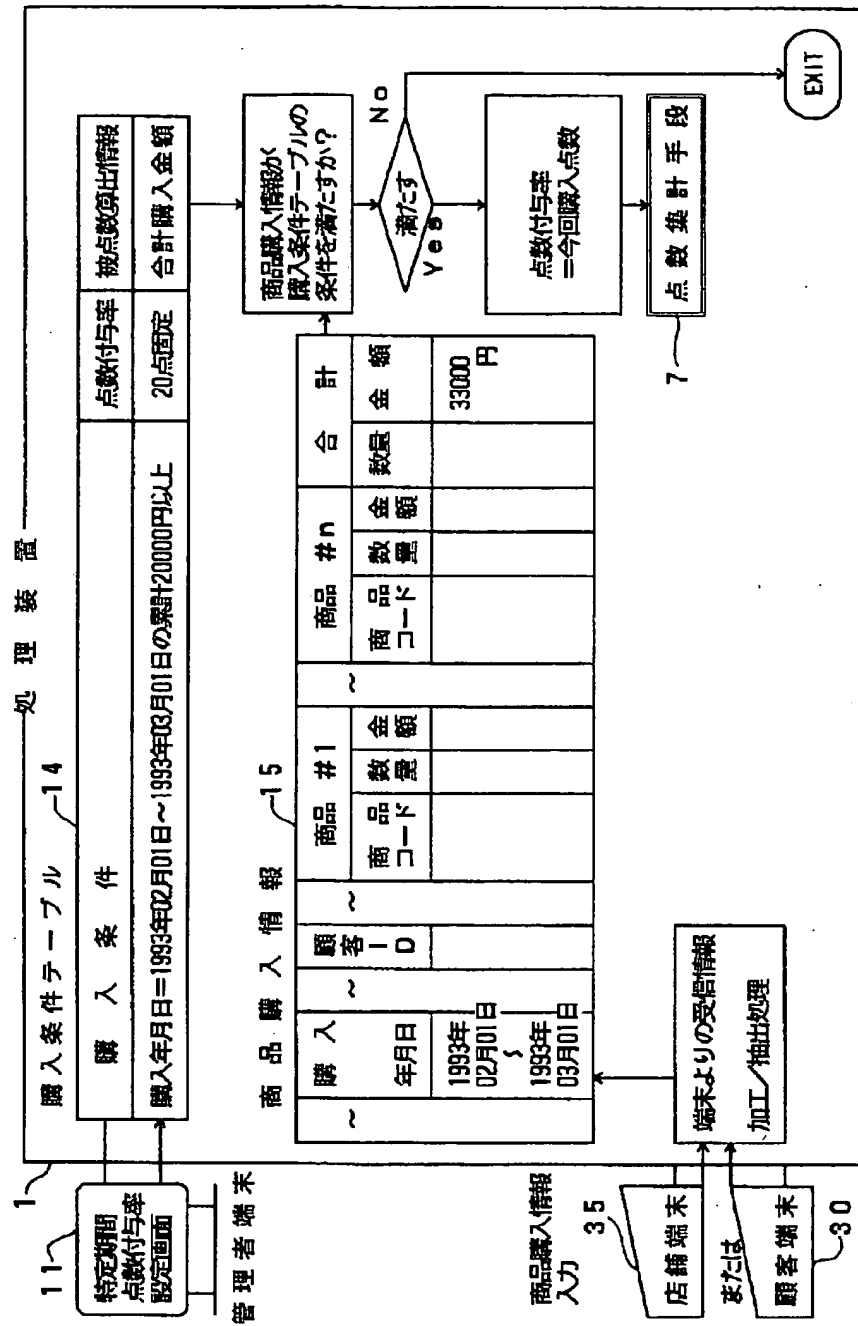 処理装置
1
11
特定期間
点数付与率
設定画面
管理者端末
購入条件テーブル
14
購入条件
点数付与率
被点数算出情報
購入年月日=1993年02月01日~1993年03月01日の累計20000円以上
20点固定
合計購入金額
商品購入情報
15
~
購入
年月日
~
顧客ID
~
商品 #1
商品コード
数量
金額
~
商品 #n
商品コード
数量
金額
合計
数量
金額
1993年
02月01日
~
1993年
03月01日
33000
円
商品購入情報が
購入条件テーブルの
条件を満たすか?
満たす
No
Yes
点数付与率
=今回購入点数
点数集計手段
7
EXIT
商品購入情報
入力
35
店舗端末
または
顧客端末
30
端末よりの受信情報
加工/抽出処理